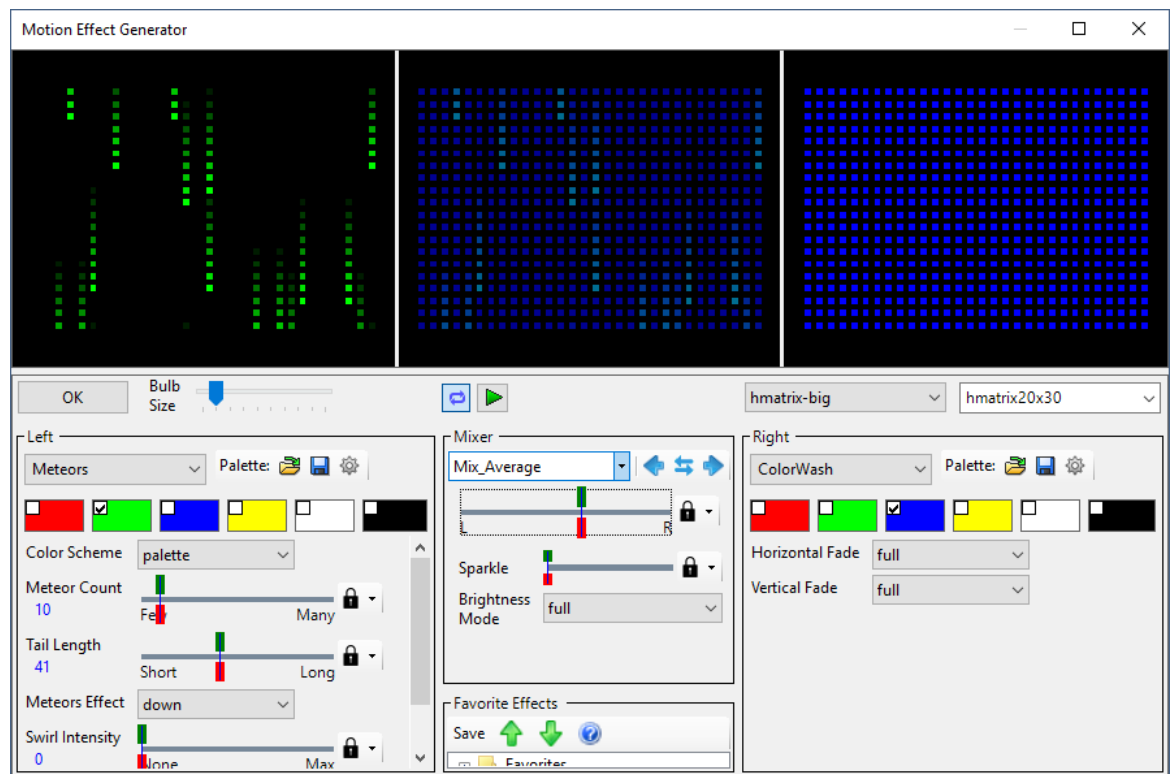 Motion Effect Generator
OK
Bulb
Size
hmatrix-big
hmatrix20x30
Left
Meteors
Palette:
Color Scheme
palette
Meteor Count
10
Few
Many
Tail Length
41
Short
Long
Meteors Effect
down
Swirl Intensity
0
None
Max
Mixer
Mix_Average
L
R
Sparkle
Brightness
Mode
full
Favorite Effects
Save
Favorites
Right
ColorWash
Palette:
Horizontal Fade
full
Vertical Fade
full